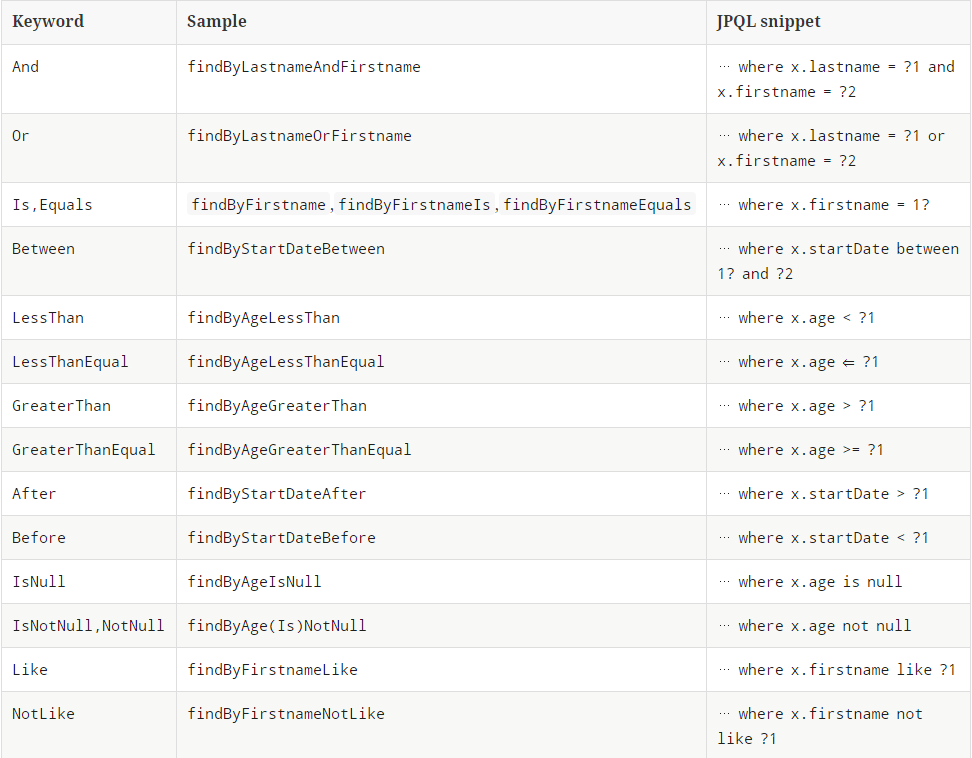 Keyword Sample JPQL snippet
And findByLastnameAndFirstname … where x.lastname = ?1 and
x.firstname = ?2
Or findByLastnameOrFirstname … where x.lastname = ?1 or
x.firstname = ?2
Is,Equals findByFirstname,findByFirstnameIs,findByFirstnameEquals … where x.firstname = 1?
Between findByStartDateBetween … where x.startDate between
1? and ?2
LessThan findByAgeLessThan … where x.age < ?1
LessThanEqual findByAgeLessThanEqual … where x.age ⇐ ?1
GreaterThan findByAgeGreaterThan … where x.age > ?1
GreaterThanEqual findByAgeGreaterThanEqual … where x.age >= ?1
After findByStartDateAfter … where x.startDate > ?1
Before findByStartDateBefore … where x.startDate < ?1
IsNull findByAgeIsNull … where x.age is null
IsNotNull,NotNull findByAge(Is)NotNull … where x.age not null
Like findByFirstnameLike … where x.firstname like ?1
NotLike findByFirstnameNotLike … where x.firstname not
like ?1